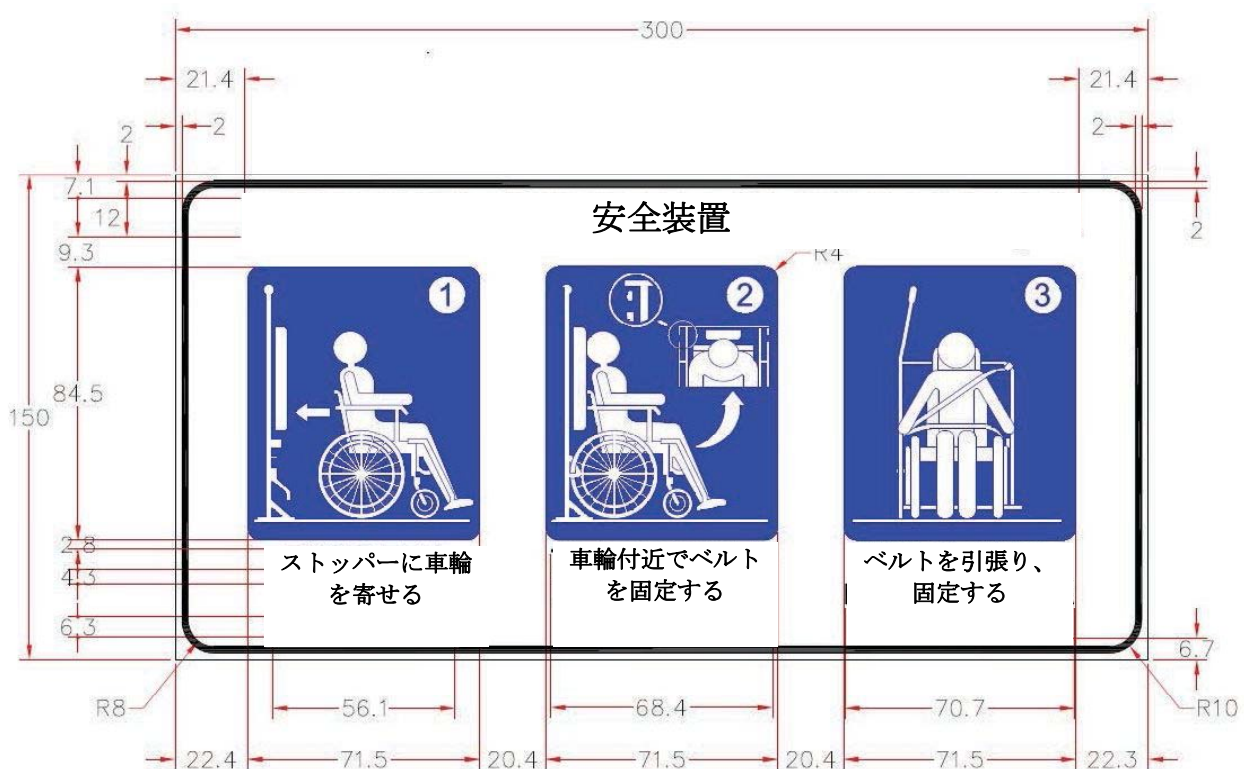 300
21.4
21.4
2
2
2
7.1
12
2
9.3
安全装置
R4
1
2
3
84.5
150
2.8
4.3
6.3
ストッパーに車輪
を寄せる
車輪付近でベルト
を固定する
ベルトを引張り、
固定する
6.7
R8
56.1
68.4
70.7
R10
22.4
71.5
20.4
71.5
20.4
71.5
22.3